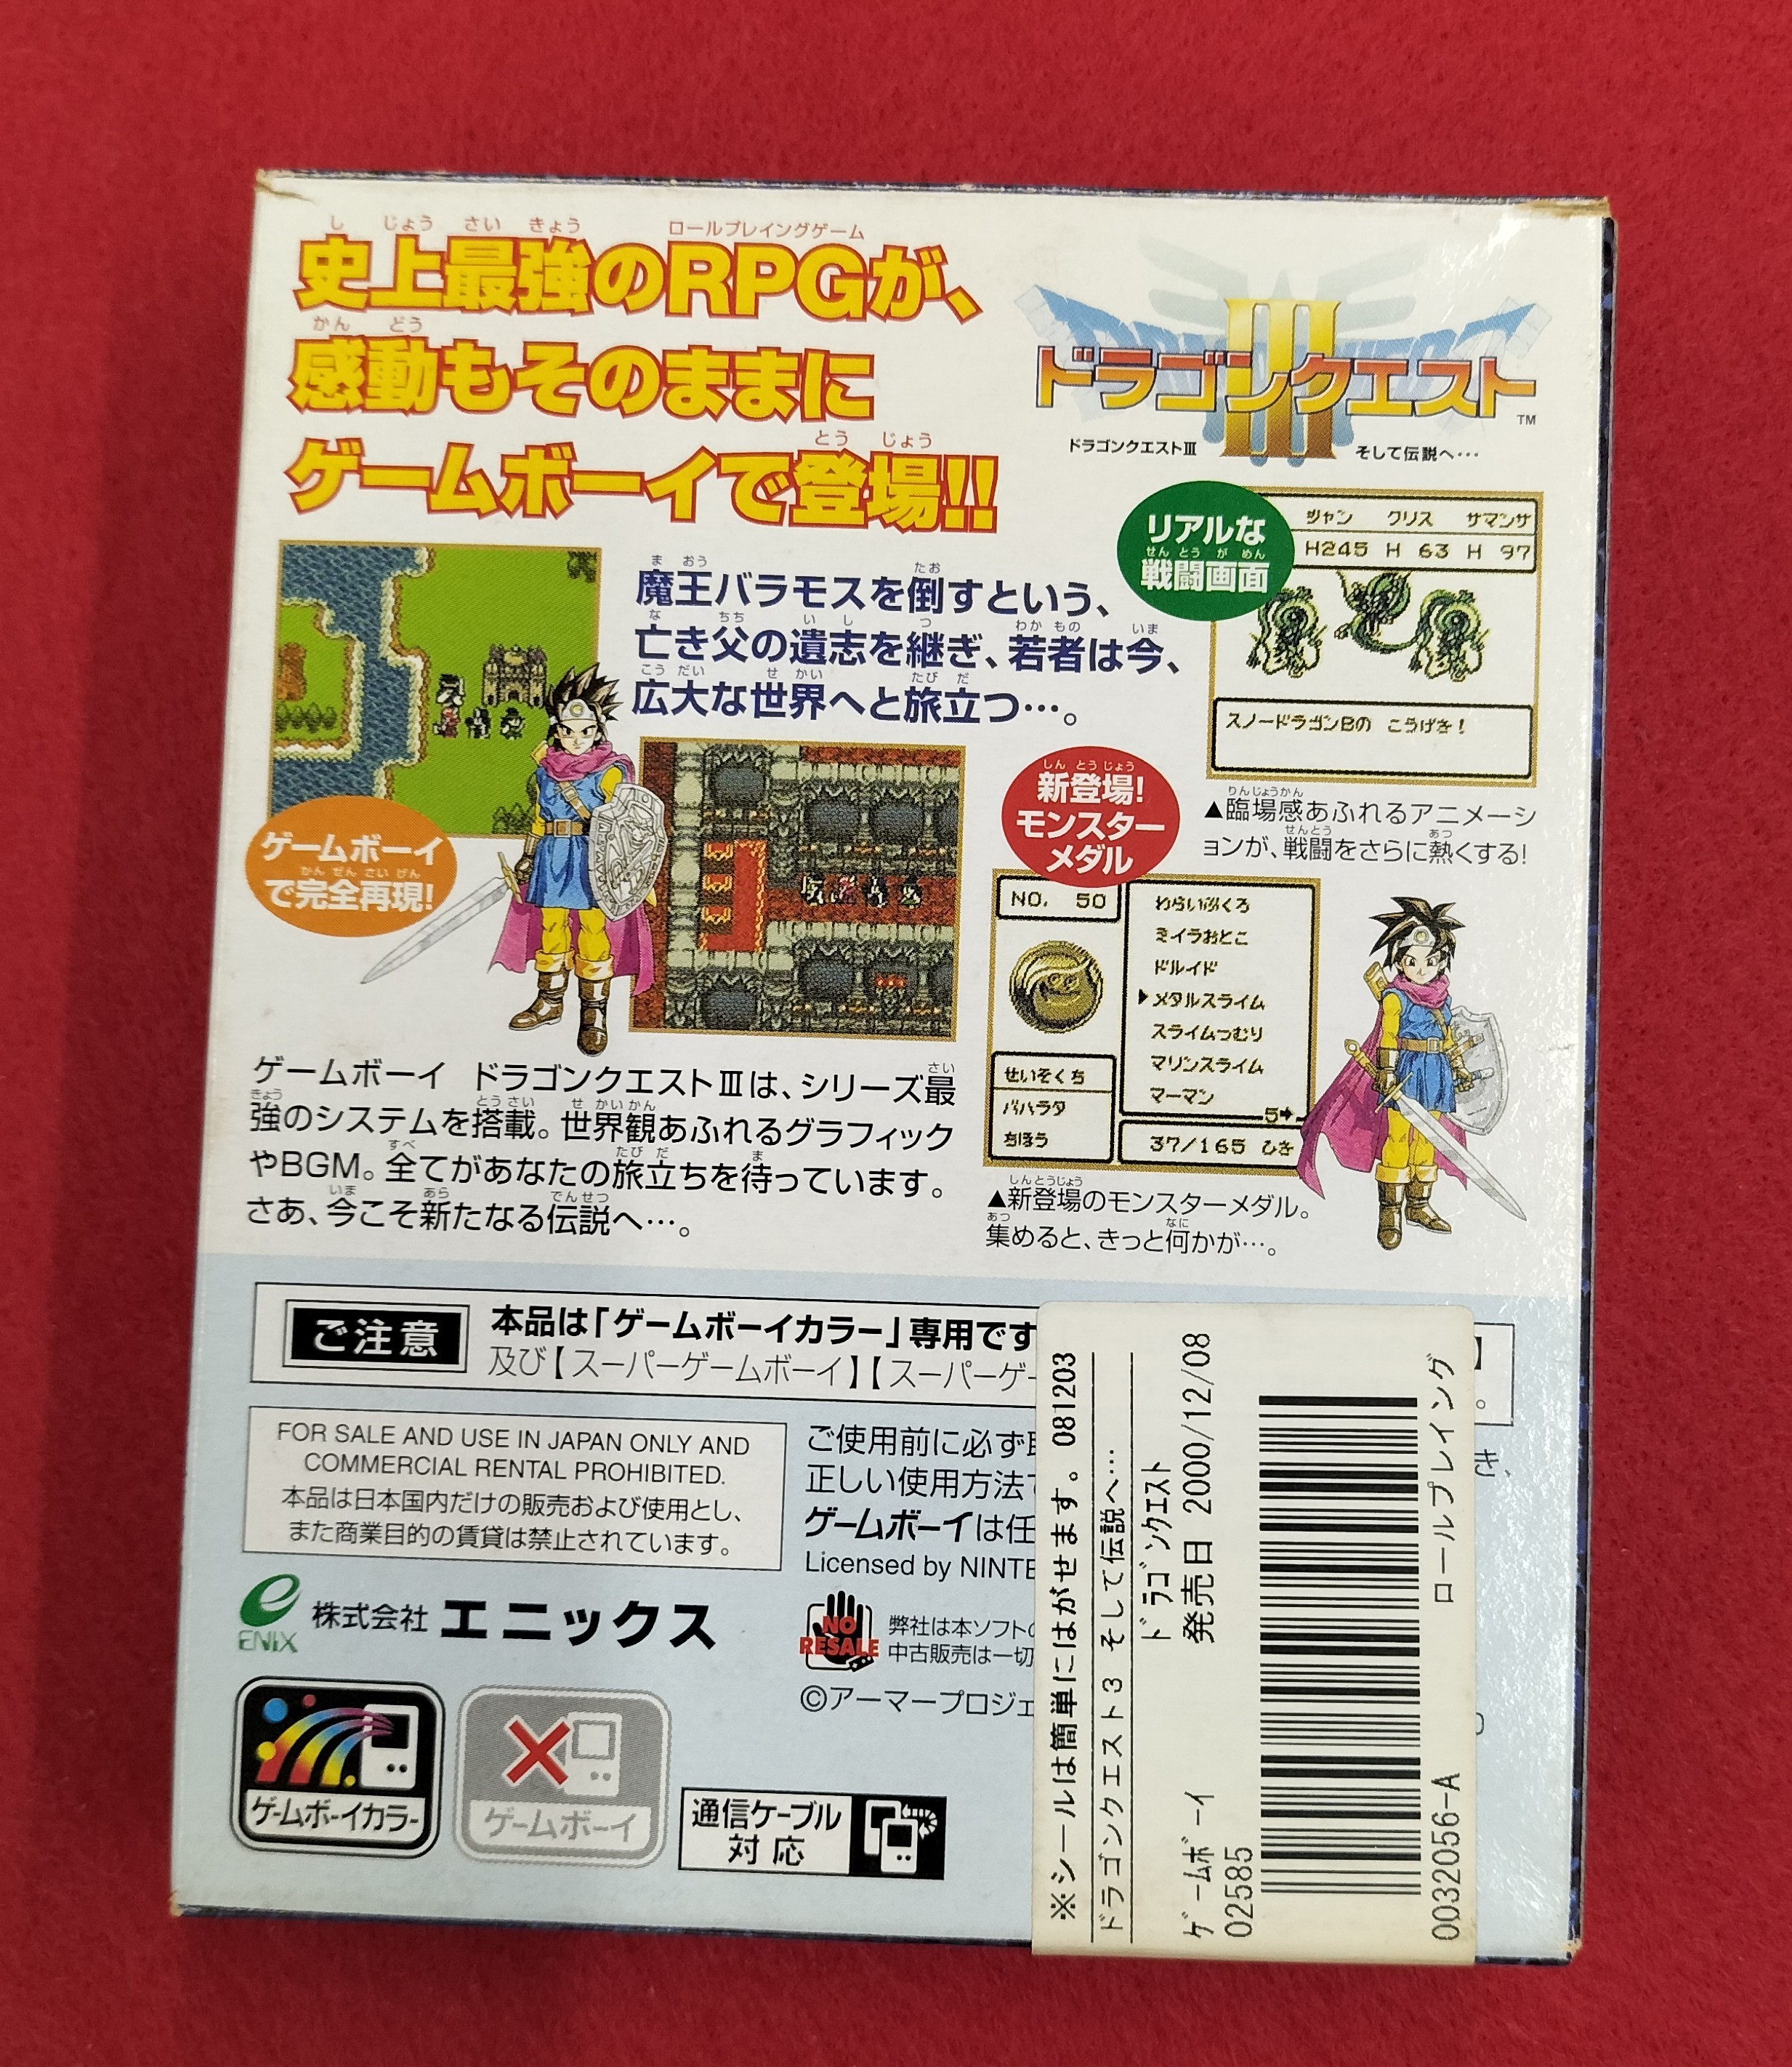 史上最強のRPGが、
感動もそのままに
ゲームボーイで登場!!
ドラゴンクエスト
III
TM
ドラゴンクエストIII そして伝説へ…
魔王バラモスを倒すという、
亡き父の遺志を継ぎ、若者は今、
広大な世界へと旅立つ…。
リアルな
戦闘画面
ジャン クリス サマンサ
H245 H 63 H 97
スノードラゴンBの こうげき!
▲臨場感あふれるアニメーシ
ョンが、戦闘をさらに熱くする!
ゲームボーイ
で完全再現!
新登場!
モンスター
メダル
NO. 50
わらいぶくろ
ミイラおとこ
ドルイド
▶メタルスライム
スライムつむり
マリンスライム
マーマン
5➡
せいそくち
バハラタ
ちほう
37/165 ひき
▲新登場のモンスターメダル。
集めると、きっと何かが…。
ゲームボーイ ドラゴンクエストIIIは、シリーズ最
強のシステムを搭載。世界観あふれるグラフィック
やBGM。全てがあなたの旅立ちを待っています。
さあ、今こそ新たなる伝説へ…。
ご注意
本品は「ゲームボーイカラー」専用です
及び【スーパーゲームボーイ】【スーパーゲー
FOR SALE AND USE IN JAPAN ONLY AND
COMMERCIAL RENTAL PROHIBITED.
本品は日本国内だけの販売および使用とし、
また商業目的の賃貸は禁止されています。
ご使用前に必ず
正しい使用方法
ゲームボーイは任
Licensed by NINTE
ENIX
株式会社 エニックス
NO
RESALE
弊社は本ソフトの
中古販売は一切
©アーマープロジェ
ゲームボーイカラー
ゲームボーイ
通信ケーブル
対応
※シールは簡単にはがせます。081203
ドラゴンクエスト3 そして伝説へ…
ドラゴンクエスト
ゲームボーイ 発売日 2000/12/08
02585
0032056-A ロールプレイング